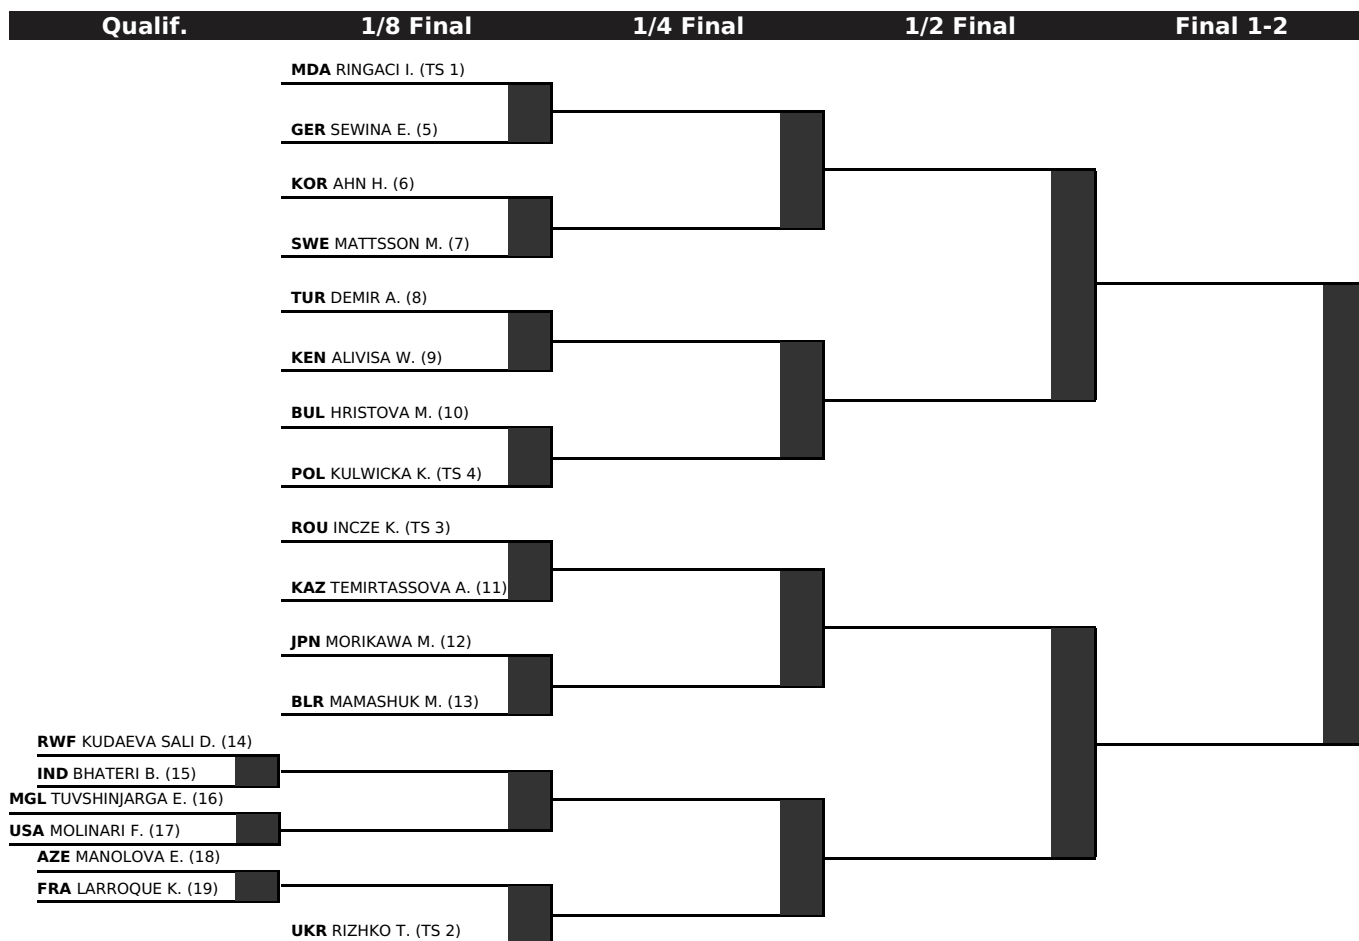 Qualif. 1/8 Final 1/4 Final 1/2 Final Final 1-2
MDA RINGACI I. (TS 1)
GER SEWINA E. (5)
KOR AHN H. (6)
SWE MATTSSON M. (7)
TUR DEMIR A. (8)
KEN ALIVISA W. (9)
BUL HRISTOVA M. (10)
POL KULWICKA K. (TS 4)
ROU INCZE K. (TS 3)
KAZ TEMIRTASSOVA A. (11)
JPN MORIKAWA M. (12)
BLR MAMASHUK M. (13)
RWF KUDAEVA SALI D. (14)
IND BHATERI B. (15)
MGL TUVSHINJARGA E. (16)
USA MOLINARI F. (17)
AZE MANOLOVA E. (18)
FRA LARROQUE K. (19)
UKR RIZHKO T. (TS 2)